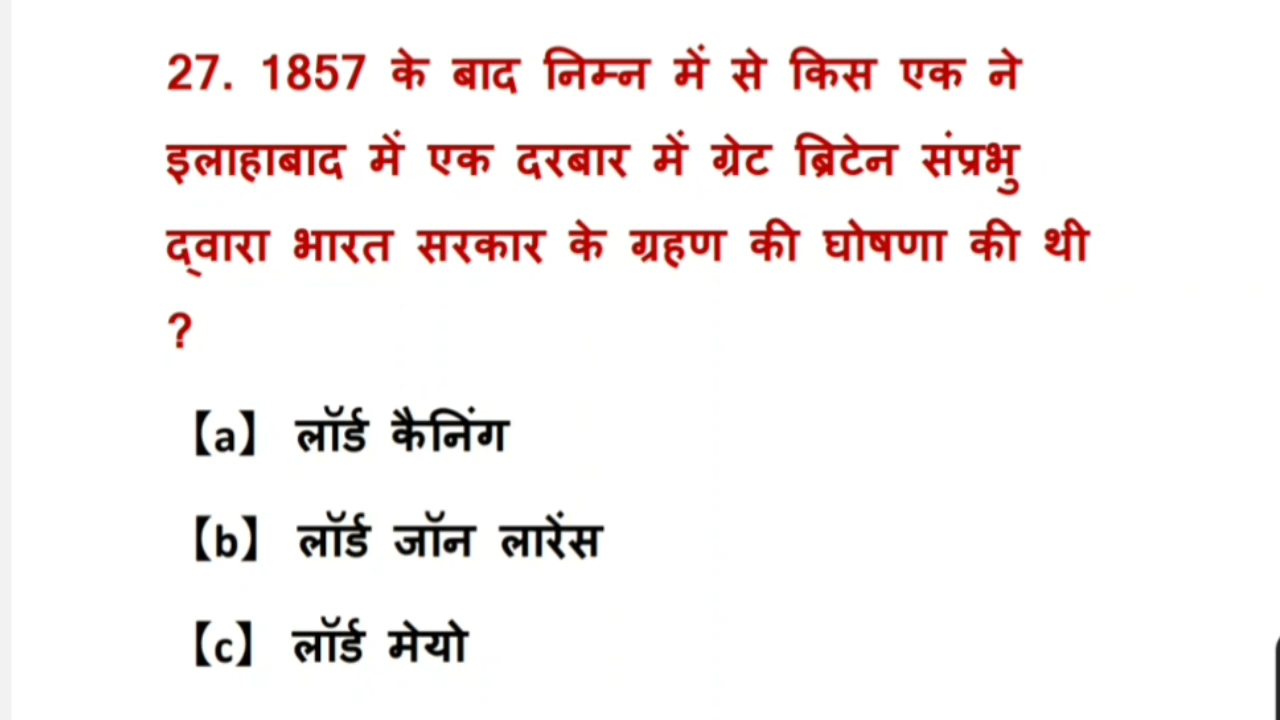 27. 1857 के बाद निम्न में से किस एक ने
इलाहाबाद में एक दरबार में ग्रेट ब्रिटेन संप्रभु
द्वारा भारत सरकार के ग्रहण की घोषणा की थी
?
【a】 लॉर्ड कैनिंग
【b】 लॉर्ड जॉन लारेंस
【c】 लॉर्ड मेयो